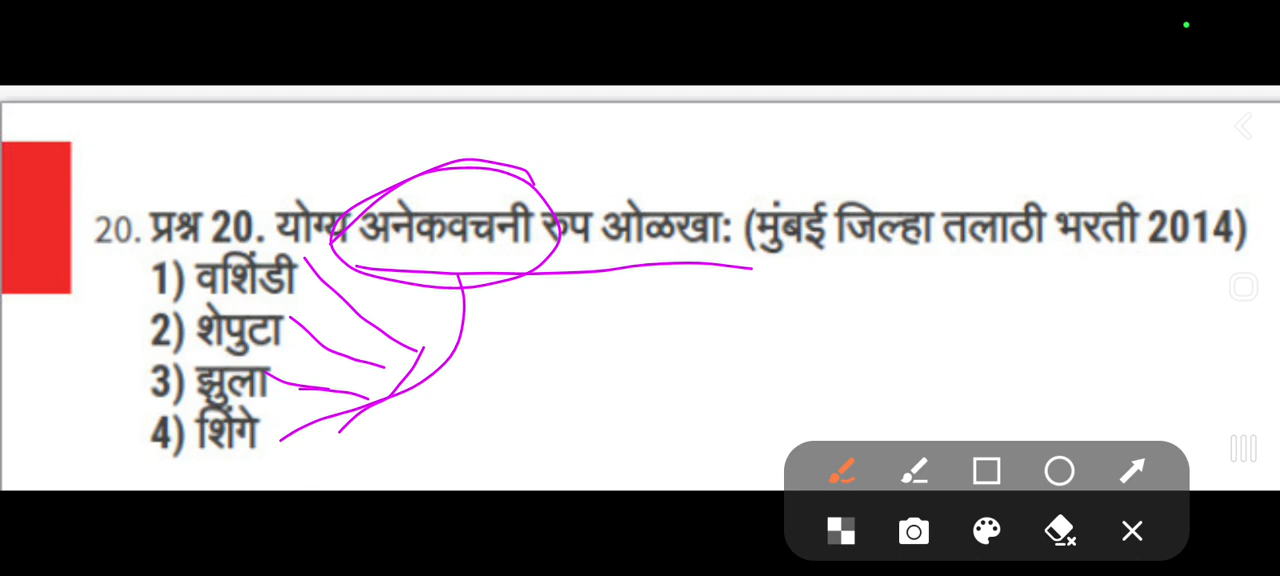 20. प्रश्न 20. योग्य अनेकवचनी रुप ओळखा: (मुंबई जिल्हा तलाठी भरती 2014)
1) वशिंडी
2) शेपुटा
3) झुला
4) शिंगे